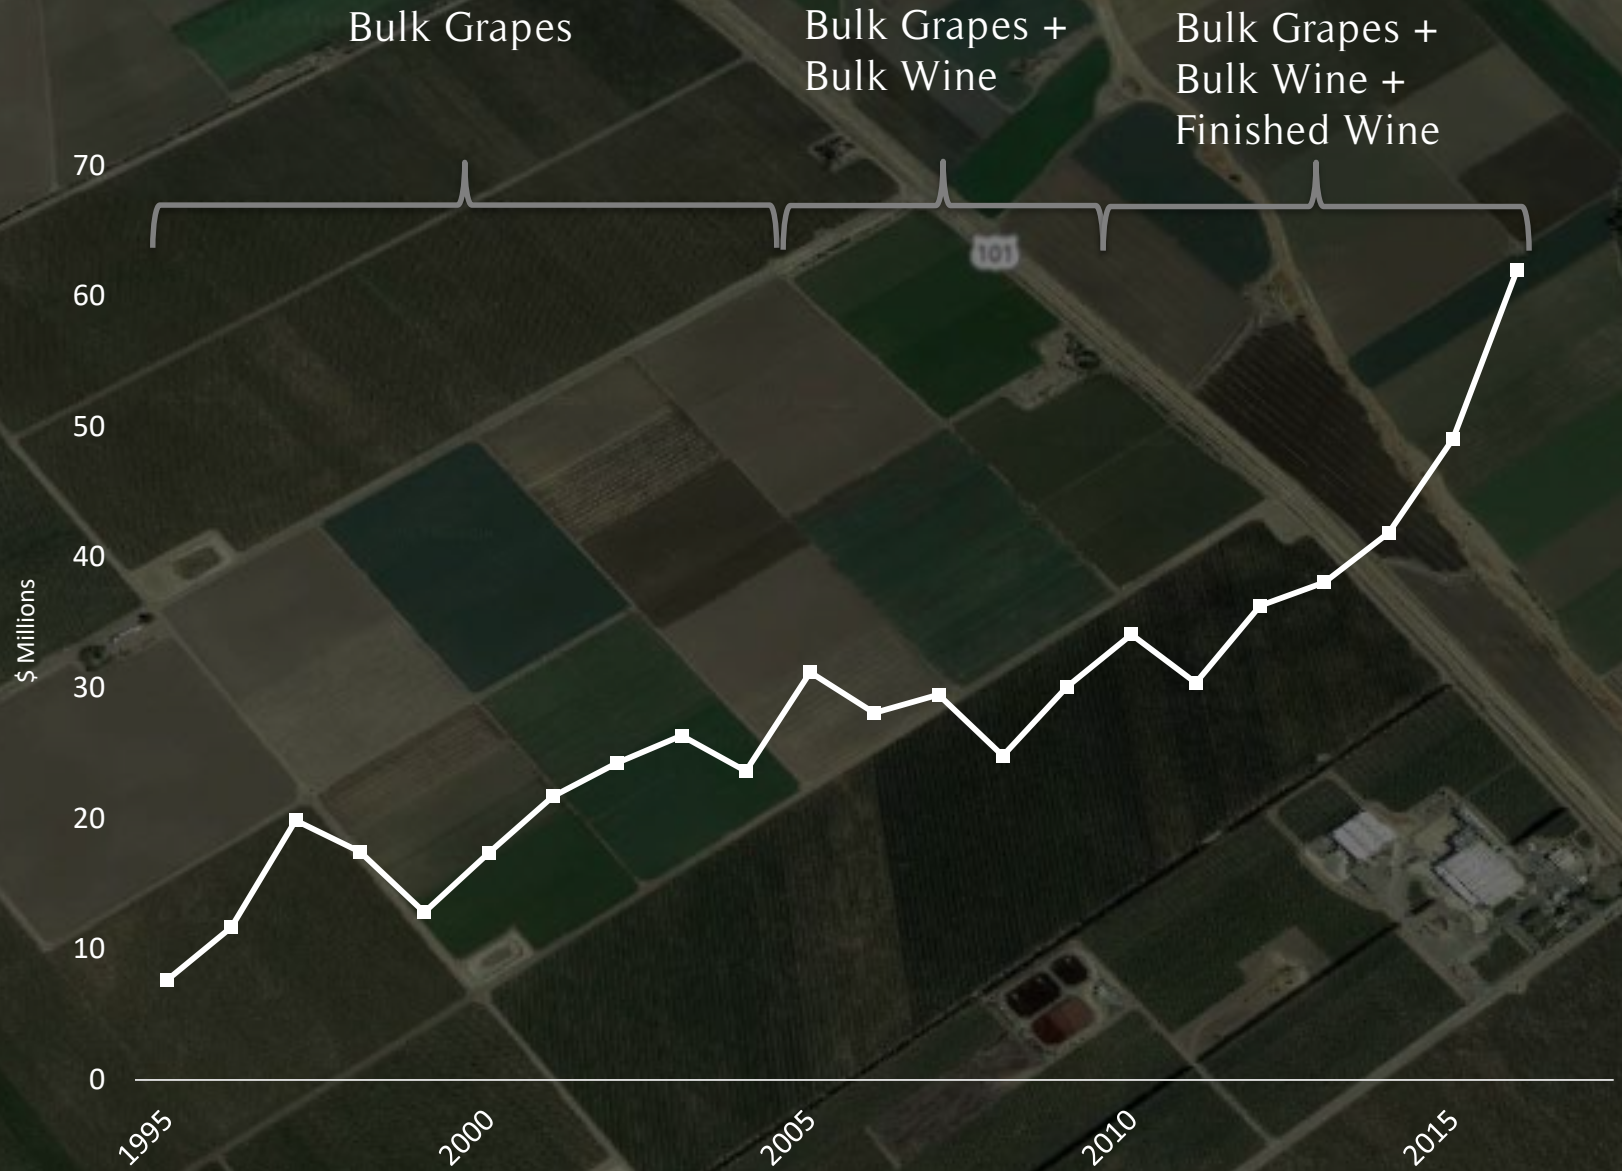 Bulk Grapes
Bulk Grapes +
Bulk Wine
Bulk Grapes +
Bulk Wine +
Finished Wine
70
60
50
40
30
20
10
0
$ Millions
101
1995
2000
2005
2010
2015